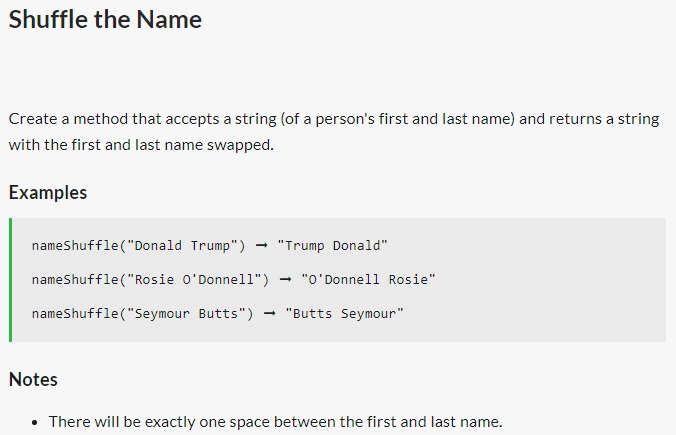 Shuffle the Name
Create a method that accepts a string (of a person's first and last name) and returns a string
with the first and last name swapped.
Examples
nameShuffle("Donald Trump") ➞ "Trump Donald"
nameShuffle("Rosie O'Donnell") ➞ "O'Donnell Rosie"
nameShuffle("Seymour Butts") ➞ "Butts Seymour"
Notes
• There will be exactly one space between the first and last name.